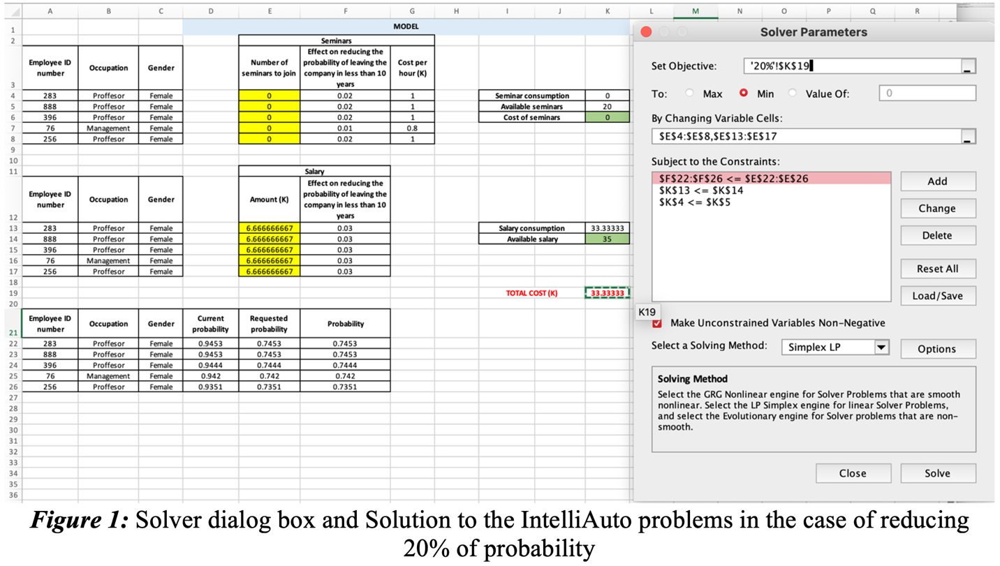 A B C D E F G H I J K L M N O P Q R
1 MODEL
2 Seminars
3 Employee ID number Occupation Gender Number of seminars to join Effect on reducing the probability of leaving the company in less than 10 years Cost per hour (K)
4 283 Proffesor Female 0 0.02 1 Seminar consumption 0
5 888 Proffesor Female 0 0.02 1 Available seminars 20
6 396 Proffesor Female 0 0.02 1 Cost of seminars 0
7 76 Management Female 0 0.01 0.8
8 256 Proffesor Female 0 0.02 1
9
10
11 Salary
12 Employee ID number Occupation Gender Amount (K) Effect on reducing the probability of leaving the company in less than 10 years
13 283 Proffesor Female 6.666666667 0.03 Salary consumption 33.33333
14 888 Proffesor Female 6.666666667 0.03 Available salary 35
15 396 Proffesor Female 6.666666667 0.03
16 76 Management Female 6.666666667 0.03
17 256 Proffesor Female 6.666666667 0.03
18
19 TOTAL COST (K) 33.33333
20
21 Employee ID number Occupation Gender Current probability Requested probability Probability
22 283 Proffesor Female 0.9453 0.7453 0.7453
23 888 Proffesor Female 0.9453 0.7453 0.7453
24 396 Proffesor Female 0.9444 0.7444 0.7444
25 76 Management Female 0.942 0.742 0.742
26 256 Proffesor Female 0.9351 0.7351 0.7351
27
28
29
30
31
32
33
34
35
36
Solver Parameters
Set Objective: '20%'!$K$19
To: Max Min Value Of: 0
By Changing Variable Cells:
$E$4:$E$8,$E$13:$E$17
Subject to the Constraints:
$F$22:$F$26 <= $E$22:$E$26
$K$13 <= $K$14
$K$4 <= $K$5
Add
Change
Delete
Reset All
Load/Save
K19
Make Unconstrained Variables Non-Negative
Select a Solving Method: Simplex LP Options
Solving Method
Select the GRG Nonlinear engine for Solver Problems that are smooth
nonlinear. Select the LP Simplex engine for linear Solver Problems,
and select the Evolutionary engine for Solver problems that are non-
smooth.
Close Solve
Figure 1: Solver dialog box and Solution to the IntelliAuto problems in the case of reducing
20% of probability